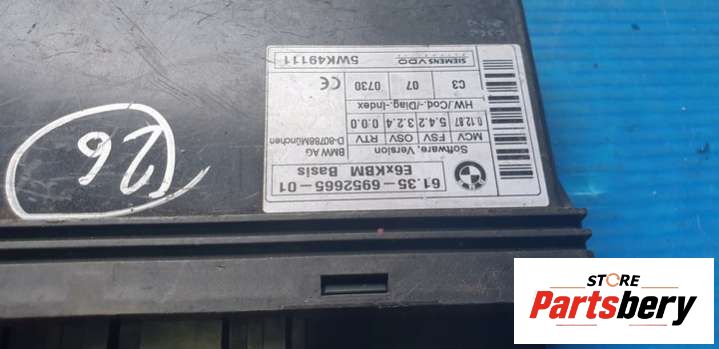 61.35-6952665-01
E6xKBM Basis
Software, Version
MCV FSV OSV RTV
0.12.87 5.4.2 3.2.4 0.0.0
BMW AG
D-80788München
HW./Cod.-/Diag.-Index
C3 07 0730 CE
SIEMENS VDO
5WK49111
126
STORE
Partsbery